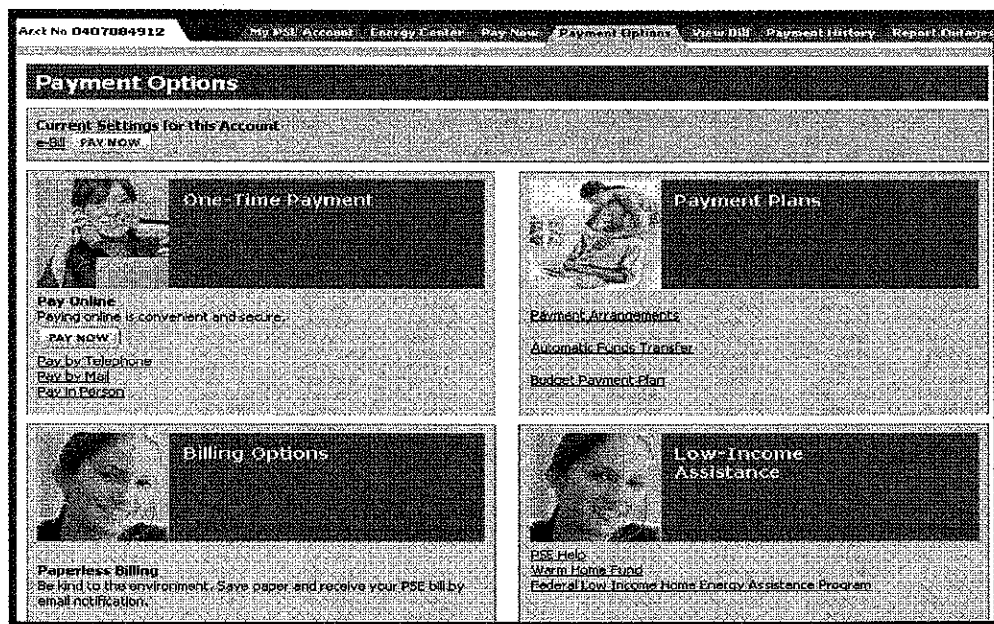 Acct No 0407084912
My PSE Account Energy Center Pay Now Payment Options View Bill Payment History Report Outages
Payment Options
Current Settings for this Account
e-Bill PAY NOW
One-Time Payment
Pay Online
Paying online is convenient and secure.
PAY NOW
Pay by Telephone
Pay by Mail
Pay in Person
Payment Plans
Payment Arrangements
Automatic Funds Transfer
Budget Payment Plan
Billing Options
Paperless Billing
Be kind to the environment. Save paper and receive your PSE bill by
email notification.
Low-Income
Assistance
PSE Help
Warm Home Fund
Federal Low Income Home Energy Assistance Program